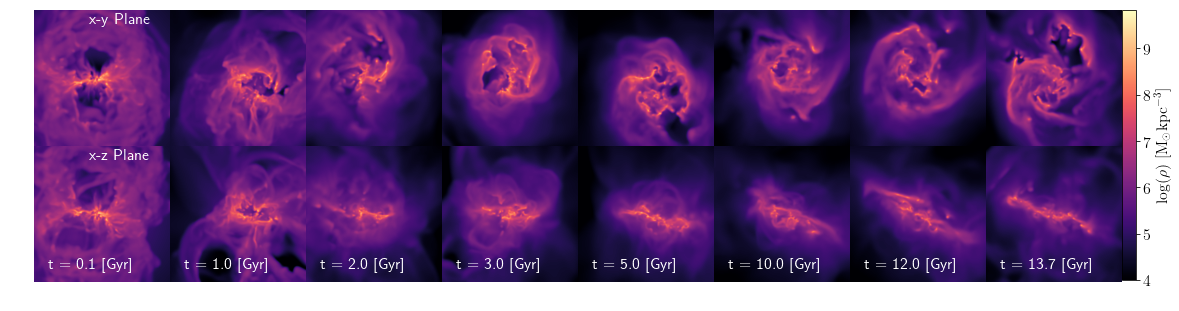 x-y Plane
x-z Plane
t = 0.1 [Gyr]
t = 1.0 [Gyr]
t = 2.0 [Gyr]
t = 3.0 [Gyr]
t = 5.0 [Gyr]
t = 10.0 [Gyr]
t = 12.0 [Gyr]
t = 13.7 [Gyr]
9
8
7
6
5
4
log(ρ) [M⊙kpc⁻³]